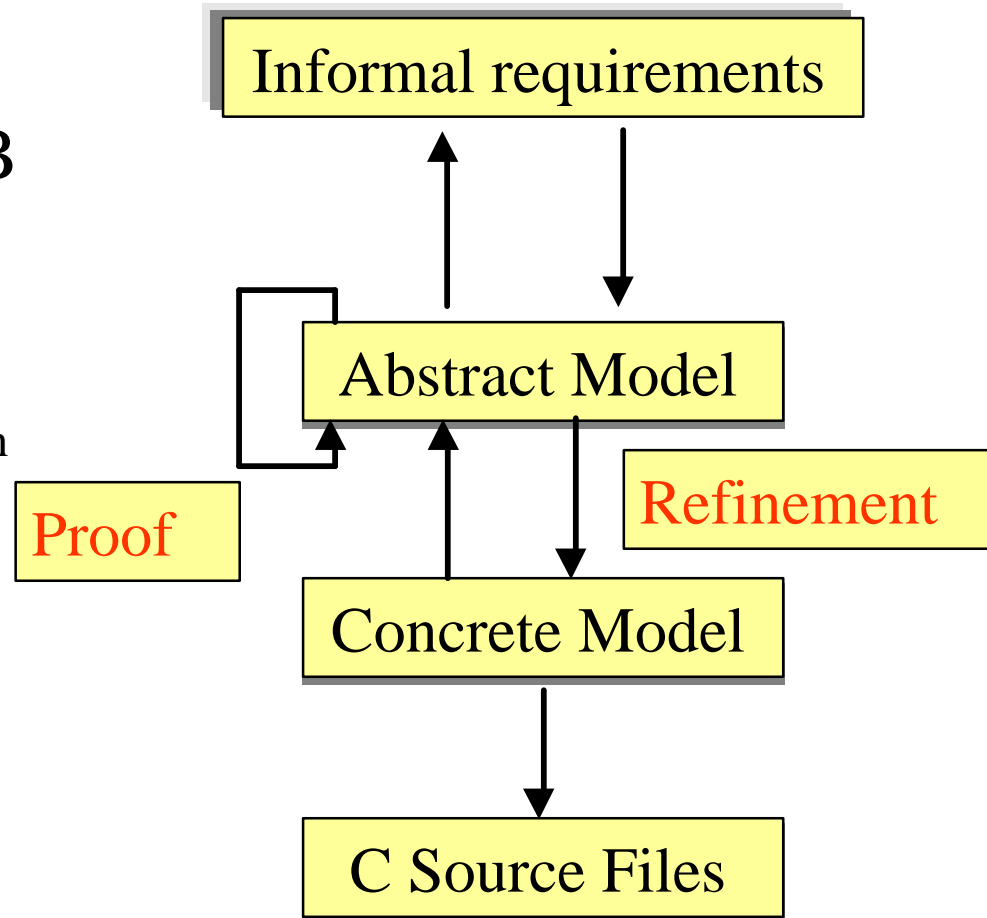 Informal requirements
B
Abstract Model
n
Refinement
Proof
Concrete Model
C Source Files